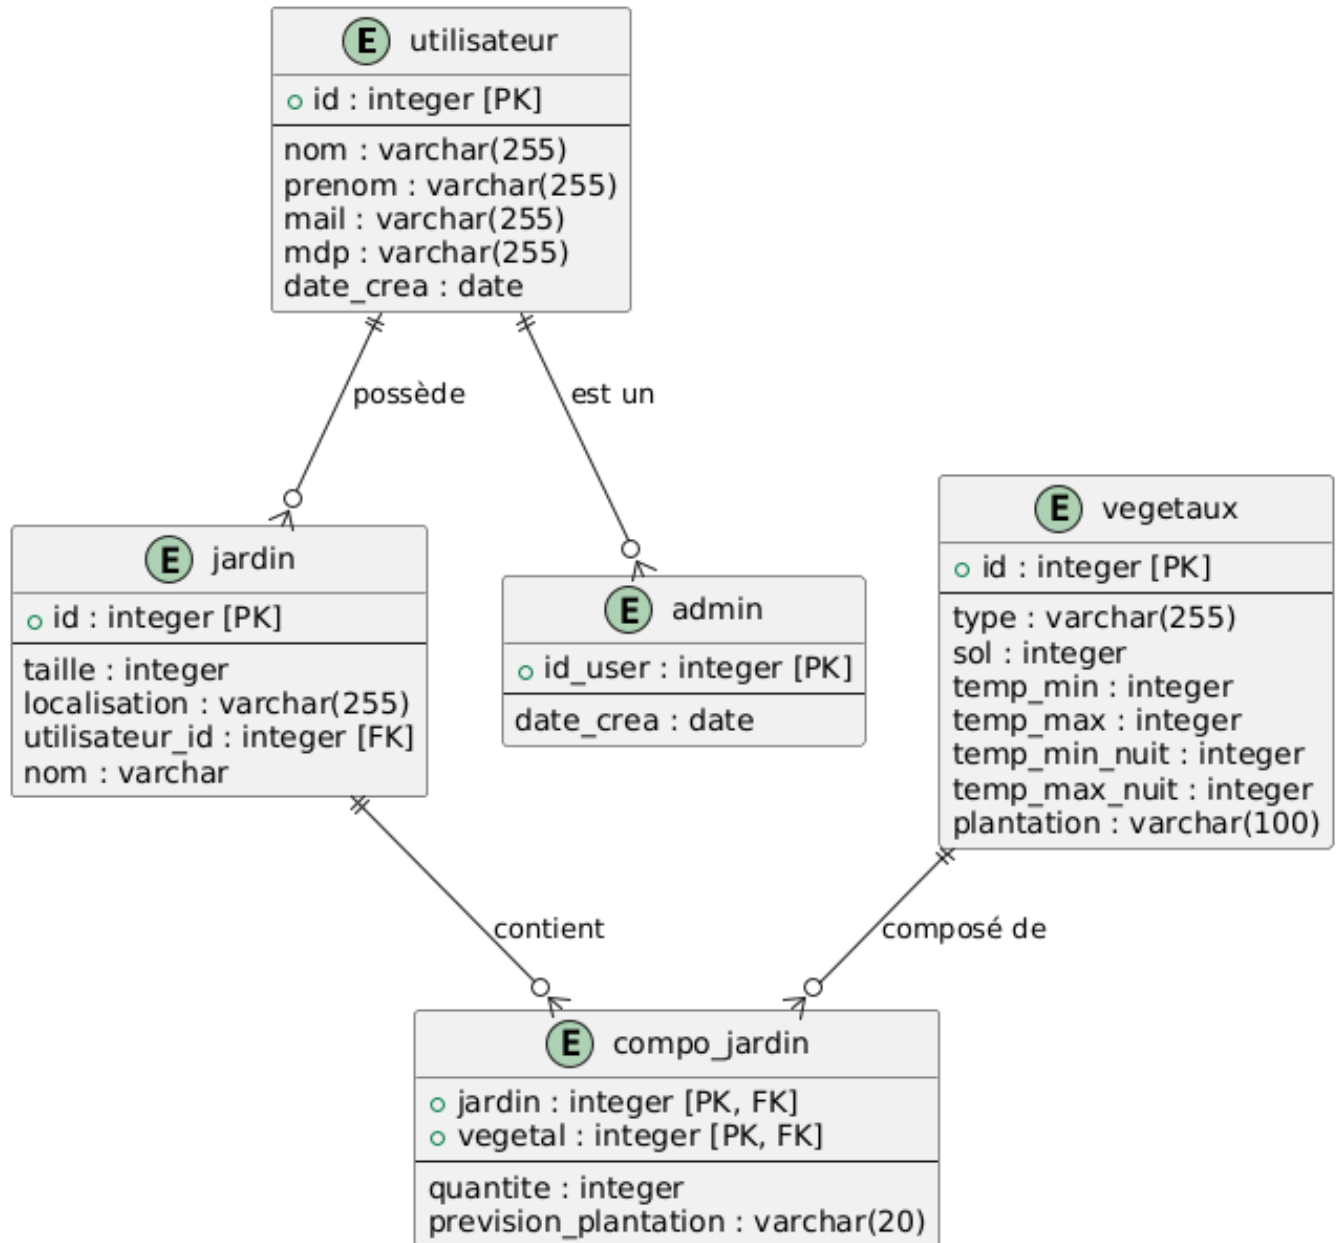 E utilisateur
id : integer [PK]
nom : varchar(255)
prenom : varchar(255)
mail : varchar(255)
mdp : varchar(255)
date_crea : date
possède
est un
E jardin
id : integer [PK]
taille : integer
localisation : varchar(255)
utilisateur_id : integer [FK]
nom : varchar
E admin
id_user : integer [PK]
date_crea : date
E vegetaux
id : integer [PK]
type : varchar(255)
sol : integer
temp_min : integer
temp_max : integer
temp_min_nuit : integer
temp_max_nuit : integer
plantation : varchar(100)
contient
composé de
E compo_jardin
jardin : integer [PK, FK]
vegetal : integer [PK, FK]
quantite : integer
prevision_plantation : varchar(20)